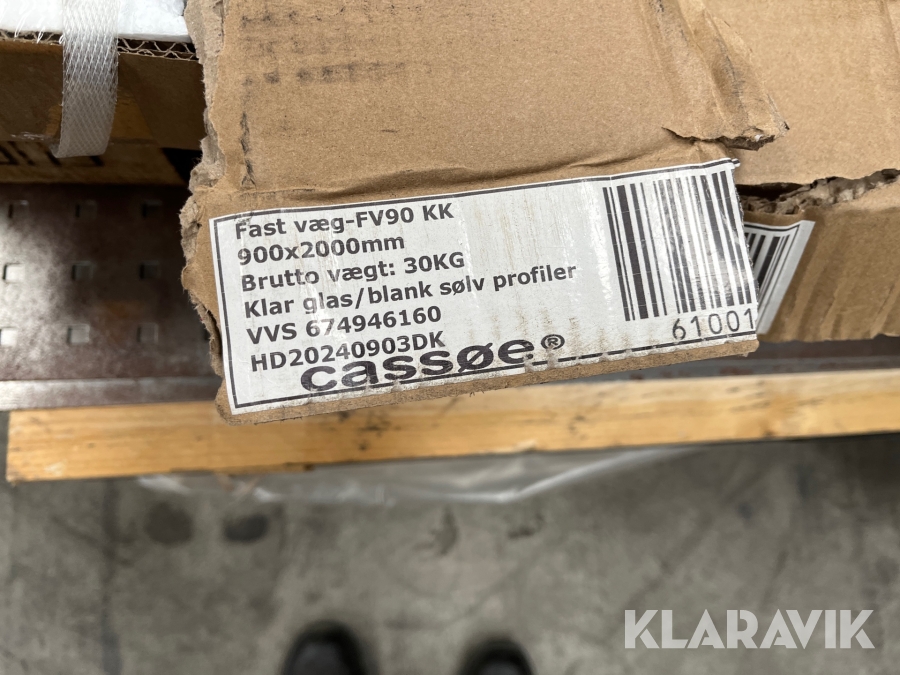 Fast væg-FV90 KK
900x2000mm
Brutto vægt: 30KG
Klar glas/blank sølv profiler
VVS 674946160
HD20240903DK
cassøe®
61001
KLARAVIK